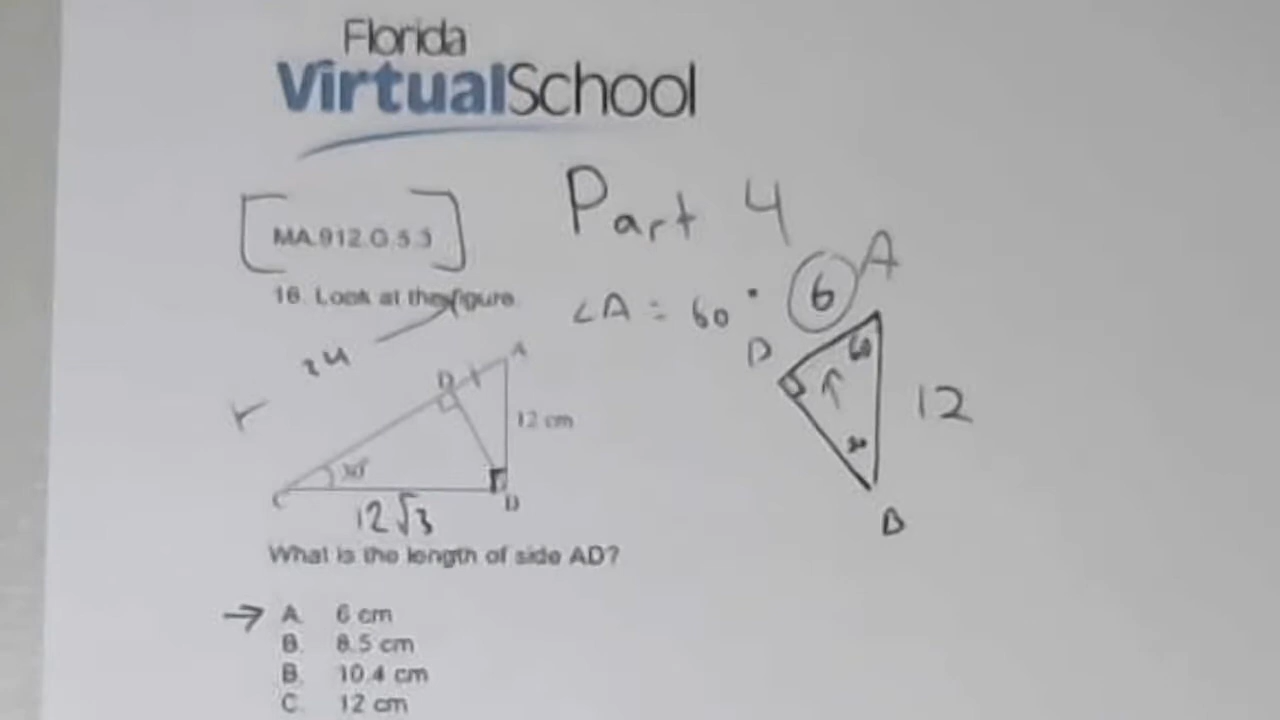 Florida
VirtualSchool
Part 4
MA.912.G.5.3
16. Look at the figure.
∠A = 60°
6
A
24
D
60
A
D
12 cm
12
30°
C
12√3
B
What is the length of side AD?
A. 6 cm
B. 8.5 cm
B. 10.4 cm
C. 12 cm